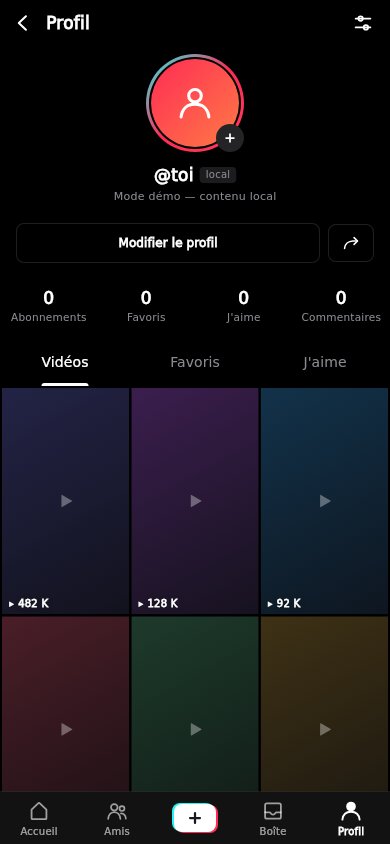 Profil
@toi local
Mode démo — contenu local
Modifier le profil
0 0 0 0
Abonnements Favoris J'aime Commentaires
Vidéos Favoris J'aime
482 K 128 K 92 K
Accueil Amis Boîte Profil